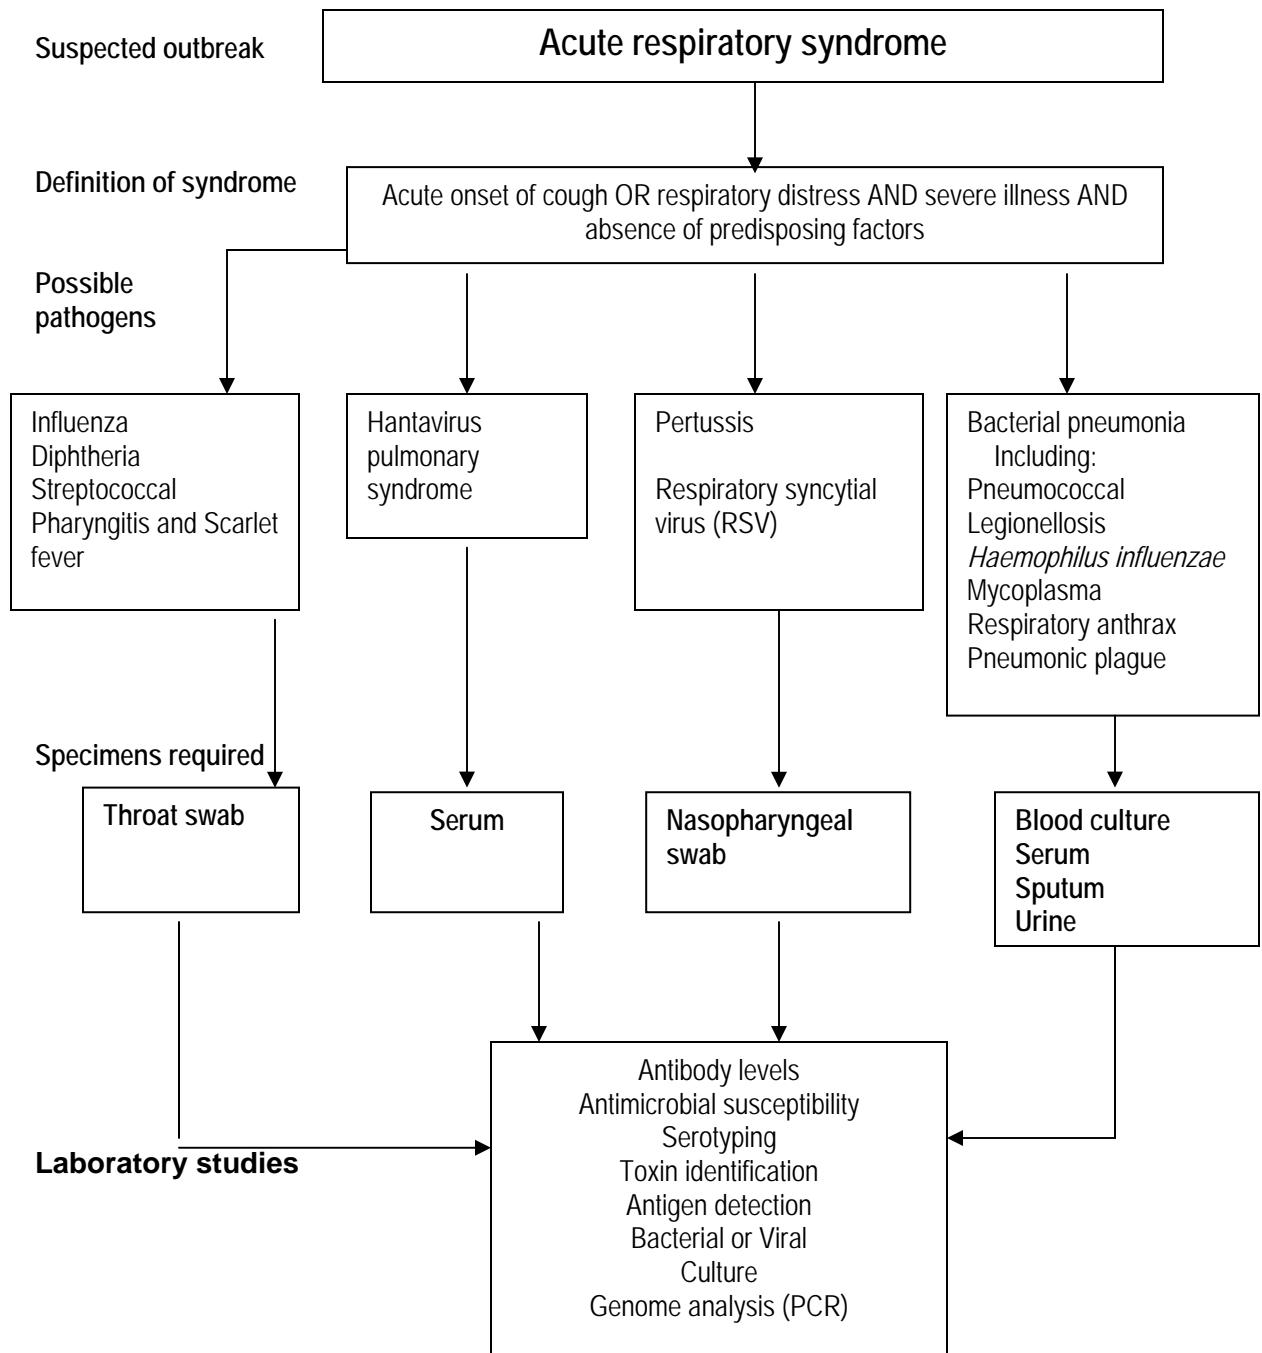 Suspected outbreak
Acute respiratory syndrome
Definition of syndrome
Acute onset of cough OR respiratory distress AND severe illness AND
absence of predisposing factors
Possible
pathogens
Influenza
Diphtheria
Streptococcal
Pharyngitis and Scarlet
fever
Hantavirus
pulmonary
syndrome
Pertussis
Respiratory syncytial
virus (RSV)
Bacterial pneumonia
Including:
Pneumococcal
Legionellosis
Haemophilus influenzae
Mycoplasma
Respiratory anthrax
Pneumonic plague
Specimens required
Throat swab
Serum
Nasopharyngeal
swab
Blood culture
Serum
Sputum
Urine
Laboratory studies
Antibody levels
Antimicrobial susceptibility
Serotyping
Toxin identification
Antigen detection
Bacterial or Viral
Culture
Genome analysis (PCR)